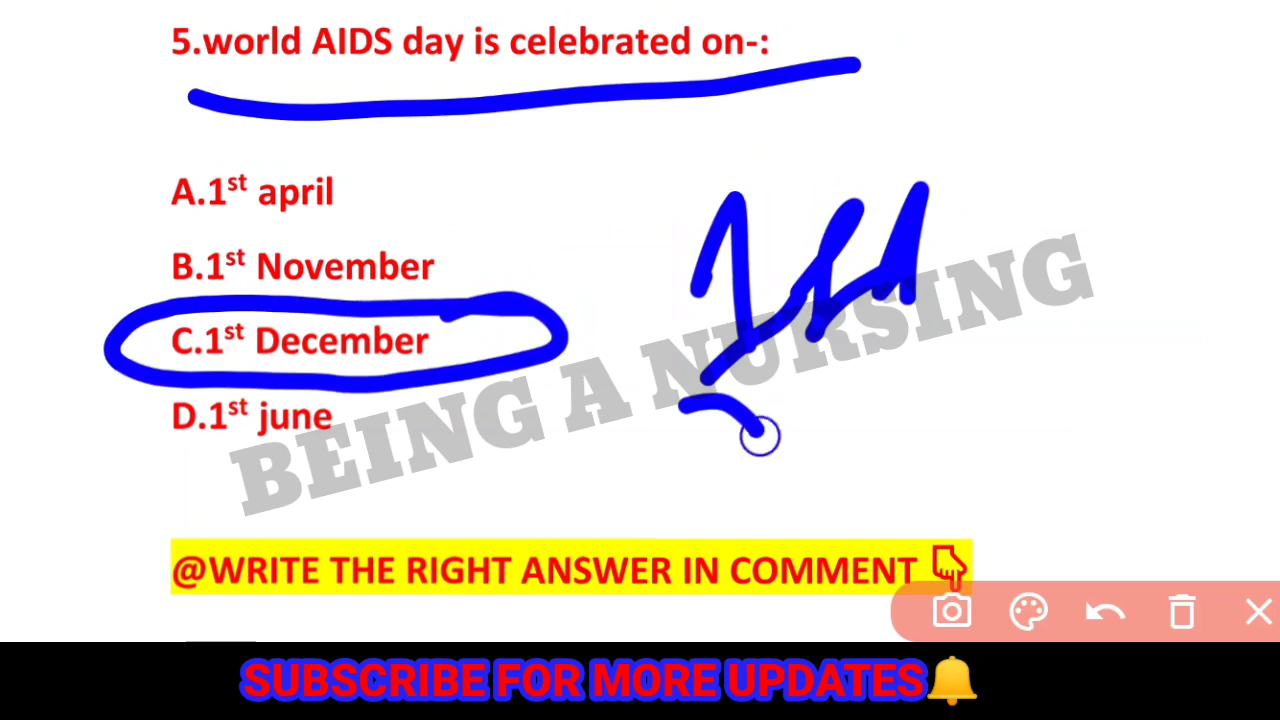 5.world AIDS day is celebrated on-:
A.1st april
B.1st November
C.1st December
D.1st june
1st
BEING A NURSING
@WRITE THE RIGHT ANSWER IN COMMENT
SUBSCRIBE FOR MORE UPDATES